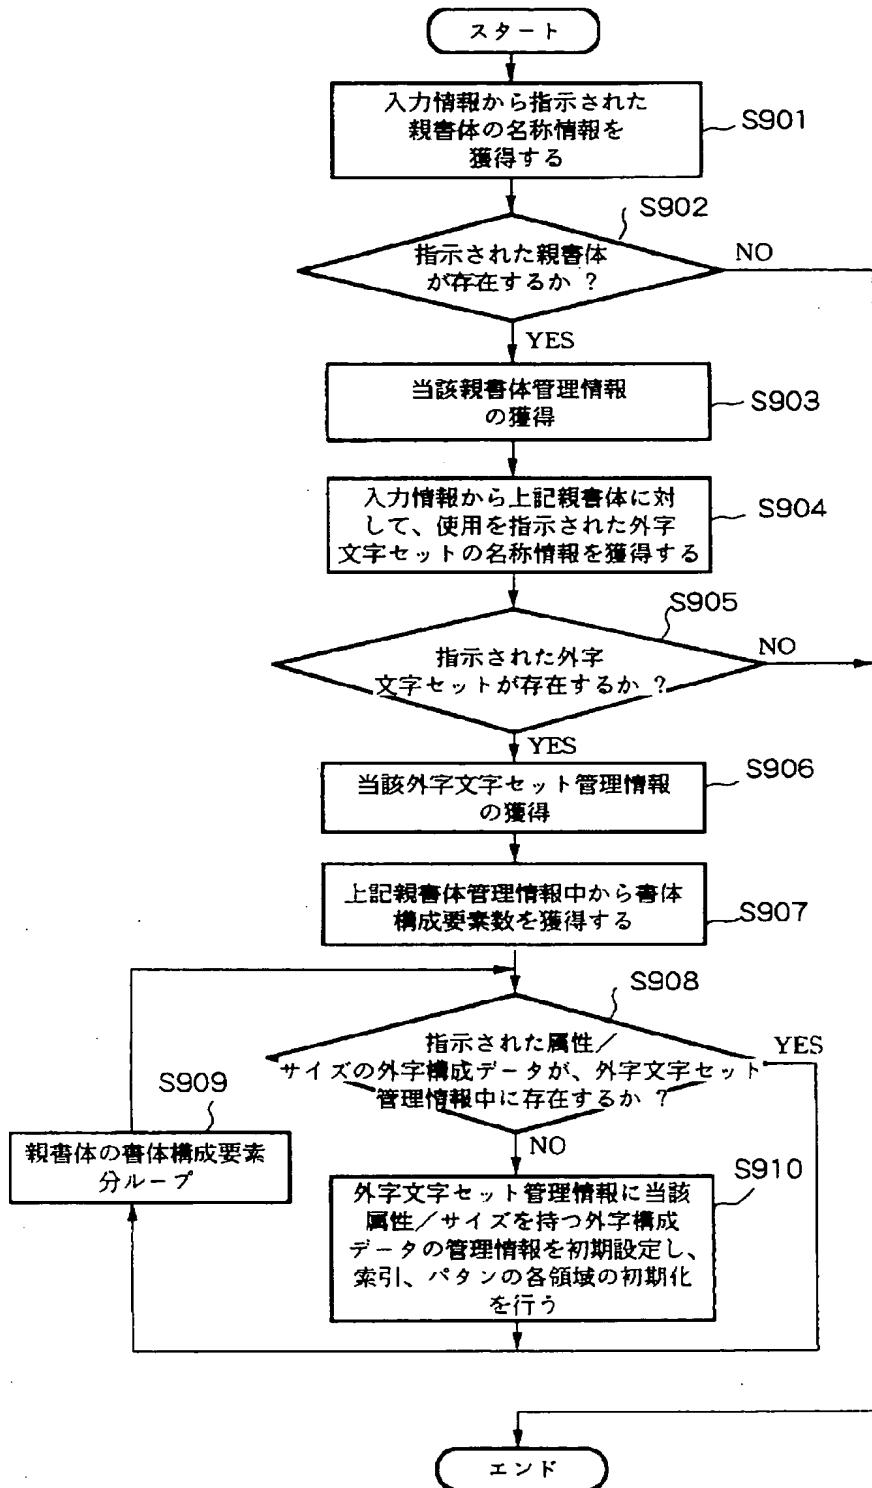 スタート
入力情報から指示された
親書体の名称情報を
獲得する
S901
S902
指示された親書体
が存在するか ?
NO
YES
当該親書体管理情報
の獲得
S903
入力情報から上記親書体に対
して、使用を指示された外字
文字セットの名称情報を獲得する
S904
S905
指示された外字
文字セットが存在するか ?
NO
YES
当該外字文字セット管理情報
の獲得
S906
上記親書体管理情報中から書体
構成要素数を獲得する
S907
S908
指示された属性/
サイズの外字構成データが、外字文字セット
管理情報中に存在するか ?
YES
NO
S909
親書体の書体構成要素
分ループ
S910
外字文字セット管理情報に当該
属性/サイズを持つ外字構成
データの管理情報を初期設定し、
索引、パタンの各領域の初期化
を行う
エンド